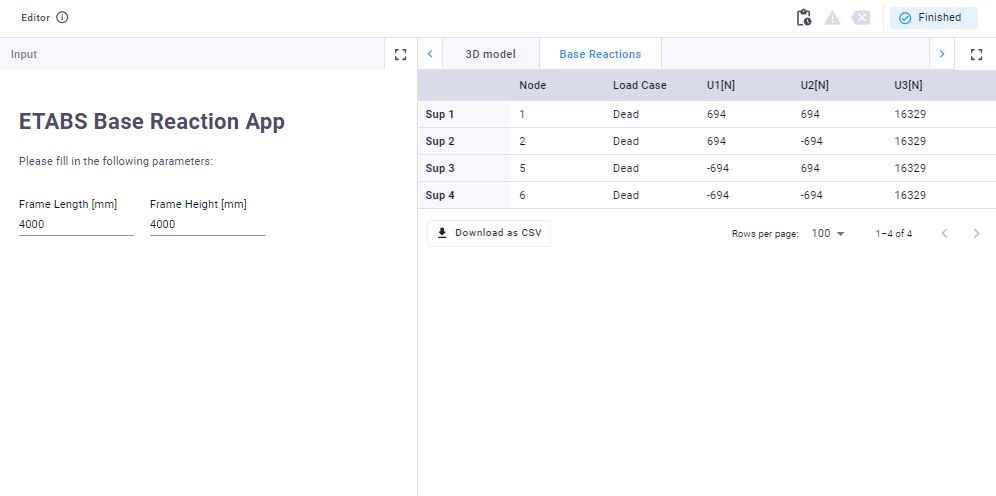 Editor
Finished
Input
3D model
Base Reactions
ETABS Base Reaction App
Please fill in the following parameters:
Frame Length [mm] Frame Height [mm]
4000 4000
Node Load Case U1[N] U2[N] U3[N]
Sup 1 1 Dead 694 694 16329
Sup 2 2 Dead 694 -694 16329
Sup 3 5 Dead -694 694 16329
Sup 4 6 Dead -694 -694 16329
Download as CSV Rows per page: 100 1–4 of 4